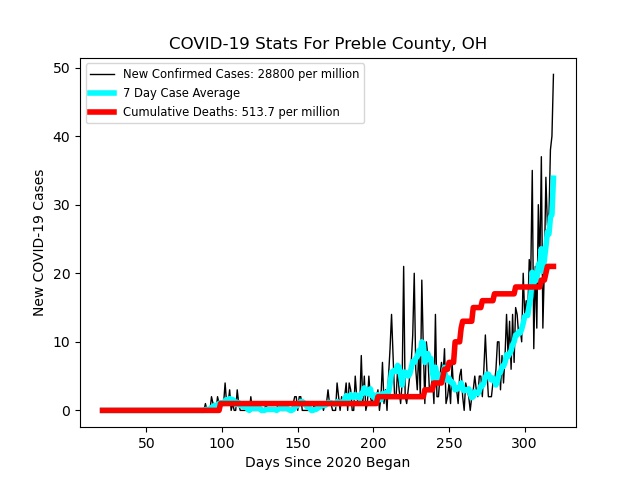 COVID-19 Stats For Preble County, OH
New Confirmed Cases: 28800 per million
7 Day Case Average
Cumulative Deaths: 513.7 per million
New COVID-19 Cases
50
40
30
20
10
0
50 100 150 200 250 300
Days Since 2020 Began